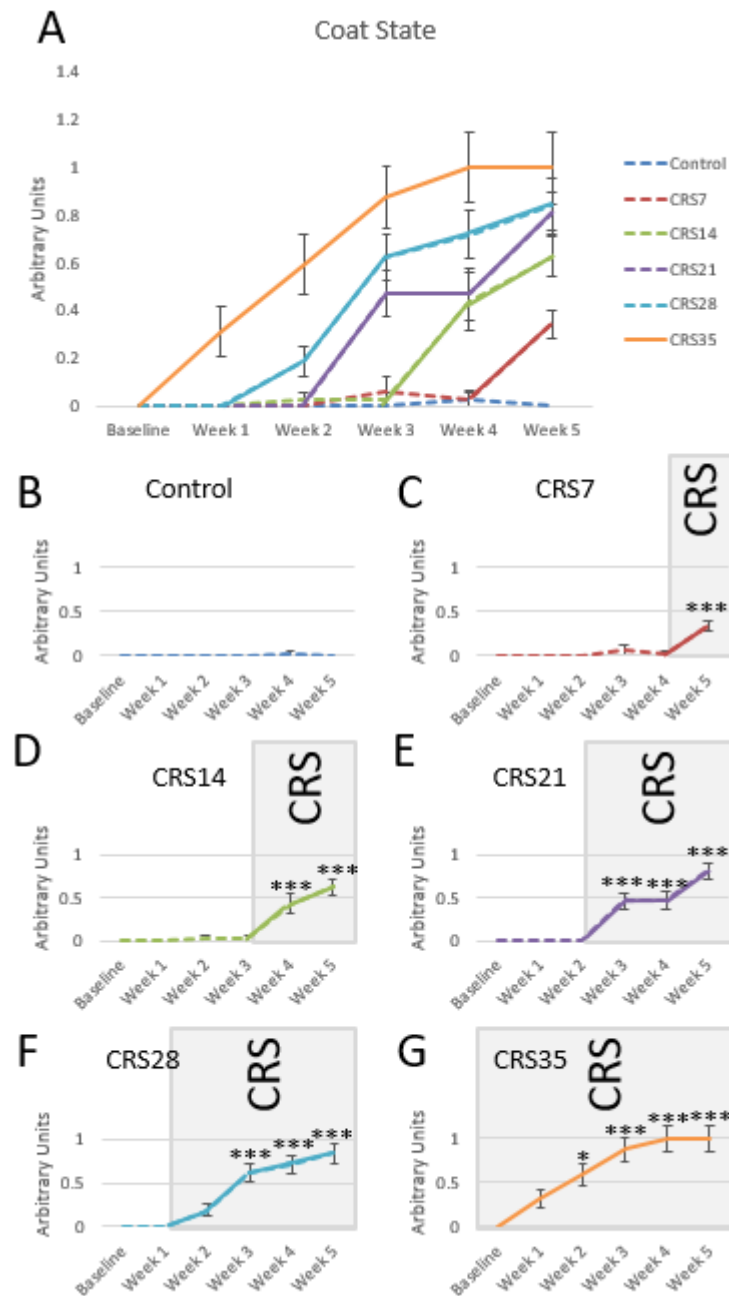 A
Coat State
Arbitrary Units
1.4
1.2
1
0.8
0.6
0.4
0.2
0
Baseline Week 1 Week 2 Week 3 Week 4 Week 5
Control
CRS7
CRS14
CRS21
CRS28
CRS35
B
Control
Arbitrary Units
1
0.5
0
Baseline Week 1 Week 2 Week 3 Week 4 Week 5
C
CRS7
CRS
Arbitrary Units
1
0.5
0
***
Baseline Week 1 Week 2 Week 3 Week 4 Week 5
D
CRS14
CRS
Arbitrary Units
1
0.5
0
*** ***
Baseline Week 1 Week 2 Week 3 Week 4 Week 5
E
CRS21
CRS
Arbitrary Units
1
0.5
0
*** *** ***
Baseline Week 1 Week 2 Week 3 Week 4 Week 5
F
CRS28
CRS
Arbitrary Units
1
0.5
0
*** *** ***
Baseline Week 1 Week 2 Week 3 Week 4 Week 5
G
CRS35
CRS
Arbitrary Units
1
0.5
0
* *** *** ***
Baseline Week 1 Week 2 Week 3 Week 4 Week 5